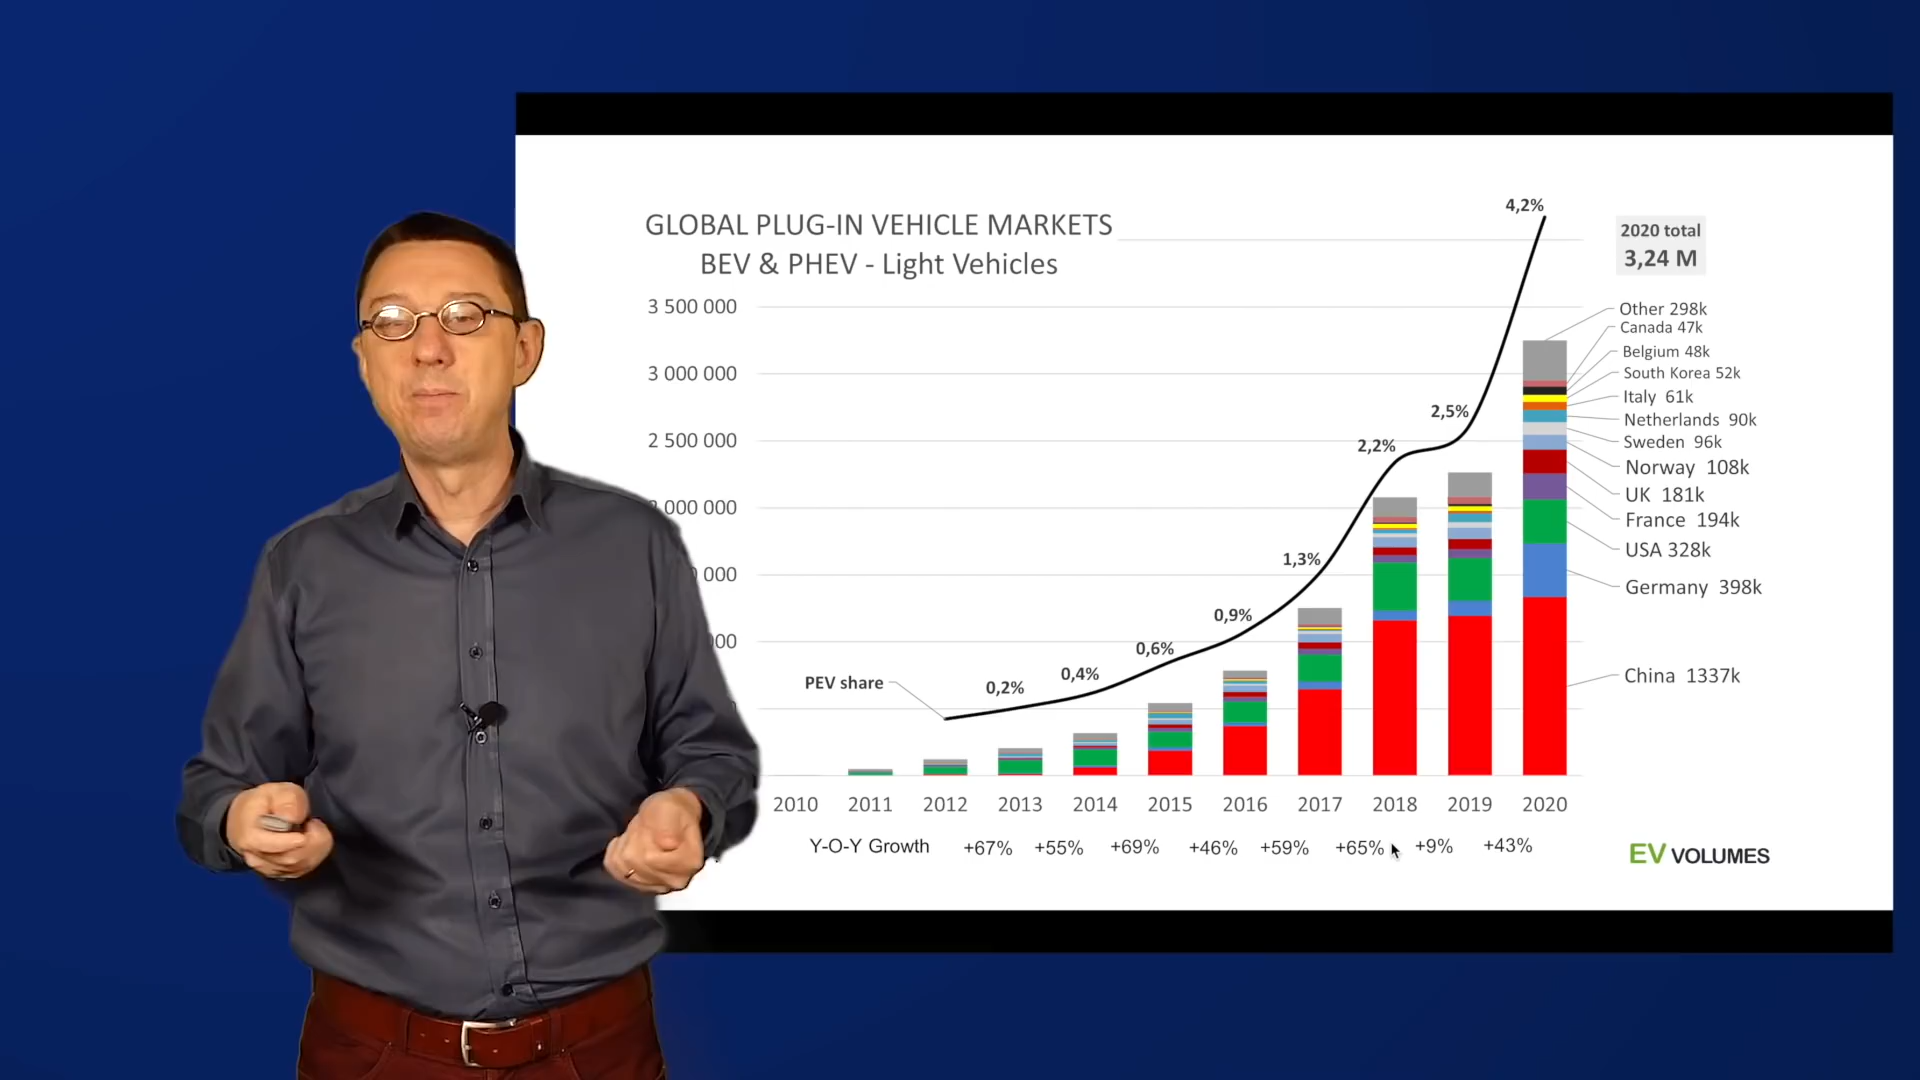 GLOBAL PLUG-IN VEHICLE MARKETS
BEV & PHEV - Light Vehicles
4,2%
2020 total
3,24 M
3 500 000
3 000 000
2 500 000
000 000
000
000
2,5%
2,2%
1,3%
0,9%
0,6%
0,4%
0,2%
PEV share
Other 298k
Canada 47k
Belgium 48k
South Korea 52k
Italy 61k
Netherlands 90k
Sweden 96k
Norway 108k
UK 181k
France 194k
USA 328k
Germany 398k
China 1337k
2010 2011 2012 2013 2014 2015 2016 2017 2018 2019 2020
Y-O-Y Growth +67% +55% +69% +46% +59% +65% +9% +43%
EV VOLUMES